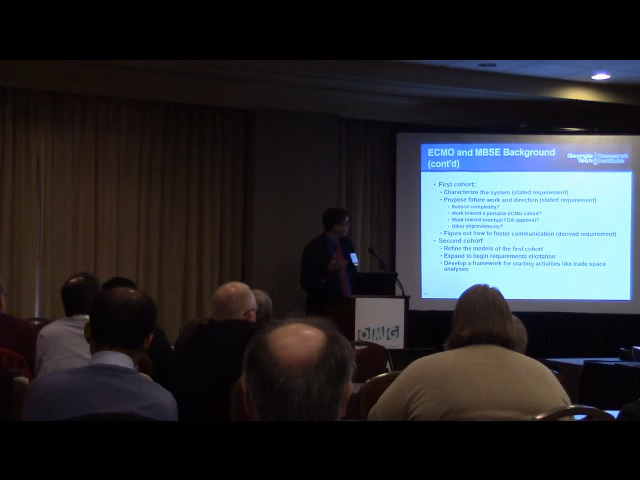 ECMO and MBSE Background
(cont'd)
Georgia Tech Research Institute
• First cohort:
• Characterize the system (stated requirement)
• Propose future work and direction (stated requirement)
• Reduce complexity?
• Work toward a portable ECMO cart/unit?
• Work toward eventual FDA approval?
• Other improvements?
• Figure out how to foster communication (derived requirement)
• Second cohort
• Refine the models of the first cohort
• Expand to begin requirements elicitation
• Develop a framework for starting activities like trade space
analyses
OMG